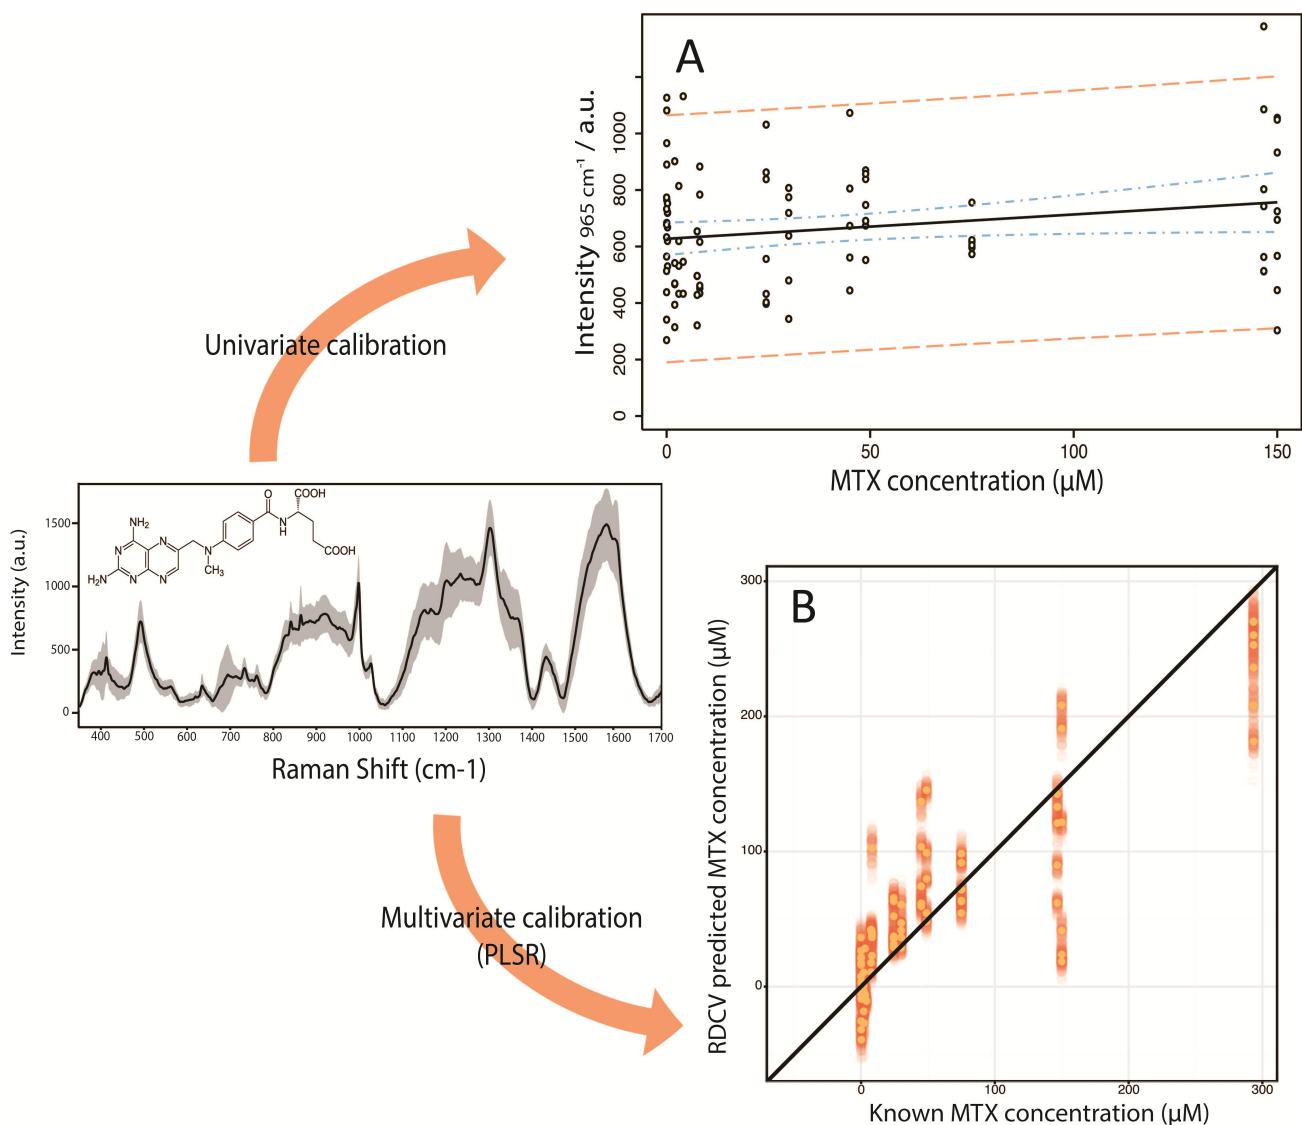 A
Intensity 965 cm⁻¹ / a.u.
1000
800
600
400
200
0
0 50 100 150
MTX concentration (µM)
Univariate calibration
Intensity (a.u.)
1500
1000
500
0
NH₂
N
N
H₂N
N
N
N
CH₃
O
N
H
COOH
COOH
400 500 600 700 800 900 1000 1100 1200 1300 1400 1500 1600 1700
Raman Shift (cm-1)
Multivariate calibration
(PLSR)
B
RDCV predicted MTX concentration (µM)
300
200
100
0
0 100 200 300
Known MTX concentration (µM)